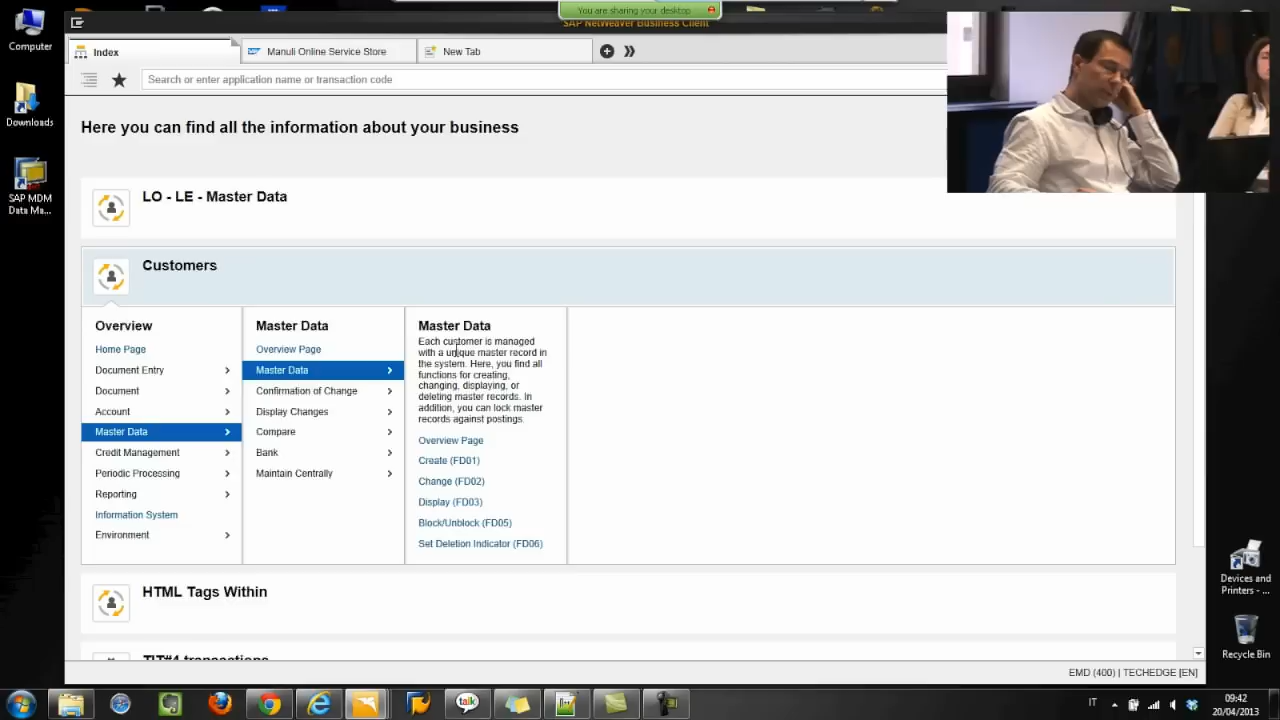 You are sharing your desktop
SAP NetWeaver Business Client
Computer
Index
Manuli Online Service Store
New Tab
Search or enter application name or transaction code
Downloads
Here you can find all the information about your business
SAP MDM
Data Ma...
LO - LE - Master Data
Customers
Overview
Home Page
Document Entry
Document
Account
Master Data
Credit Management
Periodic Processing
Reporting
Information System
Environment
Master Data
Overview Page
Master Data
Confirmation of Change
Display Changes
Compare
Bank
Maintain Centrally
Master Data
Each customer is managed
with a unique master record in
the system. Here, you find all
functions for creating,
changing, displaying, or
deleting master records. In
addition, you can lock master
records against postings.
Overview Page
Create (FD01)
Change (FD02)
Display (FD03)
Block/Unblock (FD05)
Set Deletion Indicator (FD06)
HTML Tags Within
TIT#4 transactions
Devices and
Printers - ...
Recycle Bin
EMD (400) | TECHEDGE [EN]
talk
IT
09:42
20/04/2013